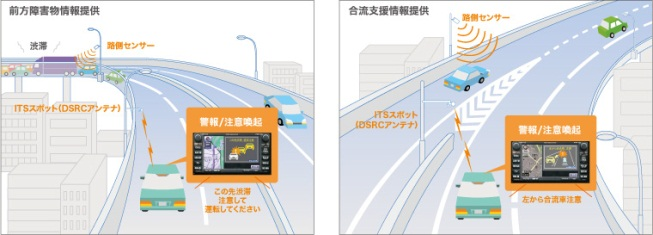 前方障害物情報提供
渋滞
路側センサー
ITSスポット(DSRCアンテナ)
警報/注意喚起
この先渋滞
注意して
運転してください
合流支援情報提供
路側センサー
ITSスポット
(DSRCアンテナ)
警報/注意喚起
左から合流車注意